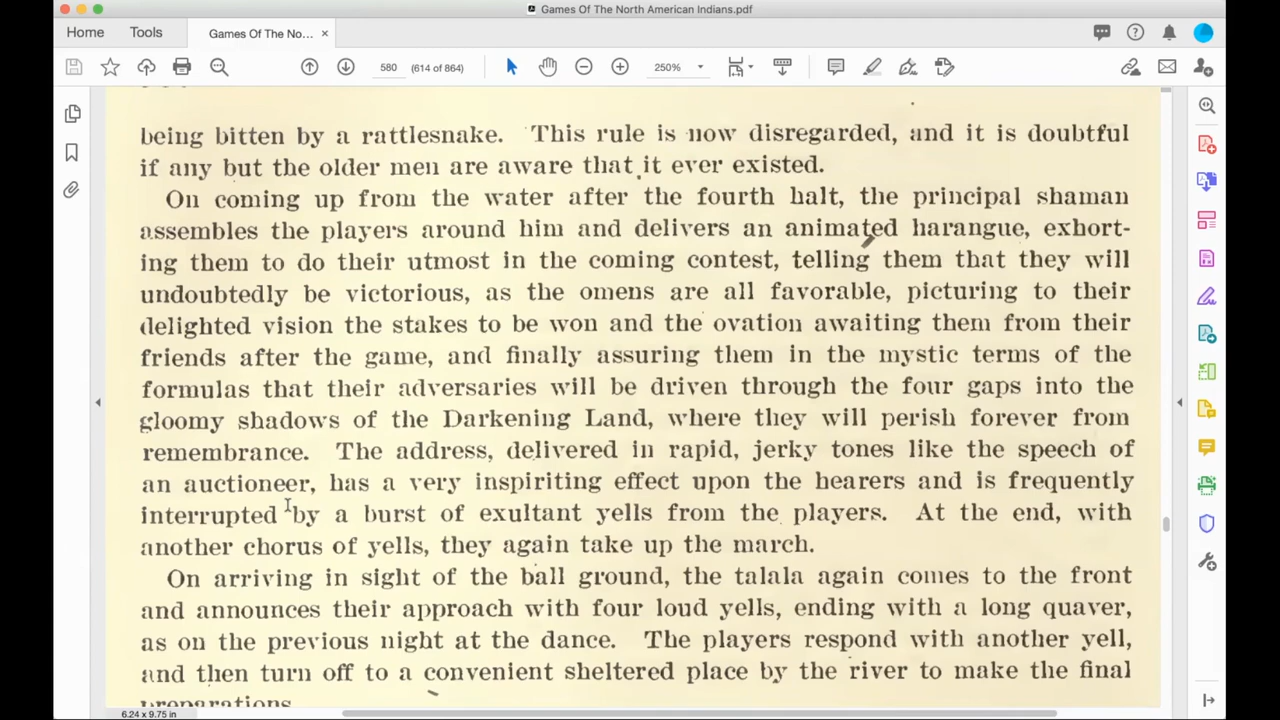 Games Of The North American Indians.pdf
Home
Tools
Games Of The No...
580
(614 of 864)
250%
being bitten by a rattlesnake. This rule is now disregarded, and it is doubtful
if any but the older men are aware that it ever existed.
On coming up from the water after the fourth halt, the principal shaman
assembles the players around him and delivers an animated harangue, exhort-
ing them to do their utmost in the coming contest, telling them that they will
undoubtedly be victorious, as the omens are all favorable, picturing to their
delighted vision the stakes to be won and the ovation awaiting them from their
friends after the game, and finally assuring them in the mystic terms of the
formulas that their adversaries will be driven through the four gaps into the
gloomy shadows of the Darkening Land, where they will perish forever from
remembrance. The address, delivered in rapid, jerky tones like the speech of
an auctioneer, has a very inspiriting effect upon the hearers and is frequently
interrupted by a burst of exultant yells from the players. At the end, with
another chorus of yells, they again take up the march.
On arriving in sight of the ball ground, the talala again comes to the front
and announces their approach with four loud yells, ending with a long quaver,
as on the previous night at the dance. The players respond with another yell,
and then turn off to a convenient sheltered place by the river to make the final
preparations
6.24 x 9.75 in